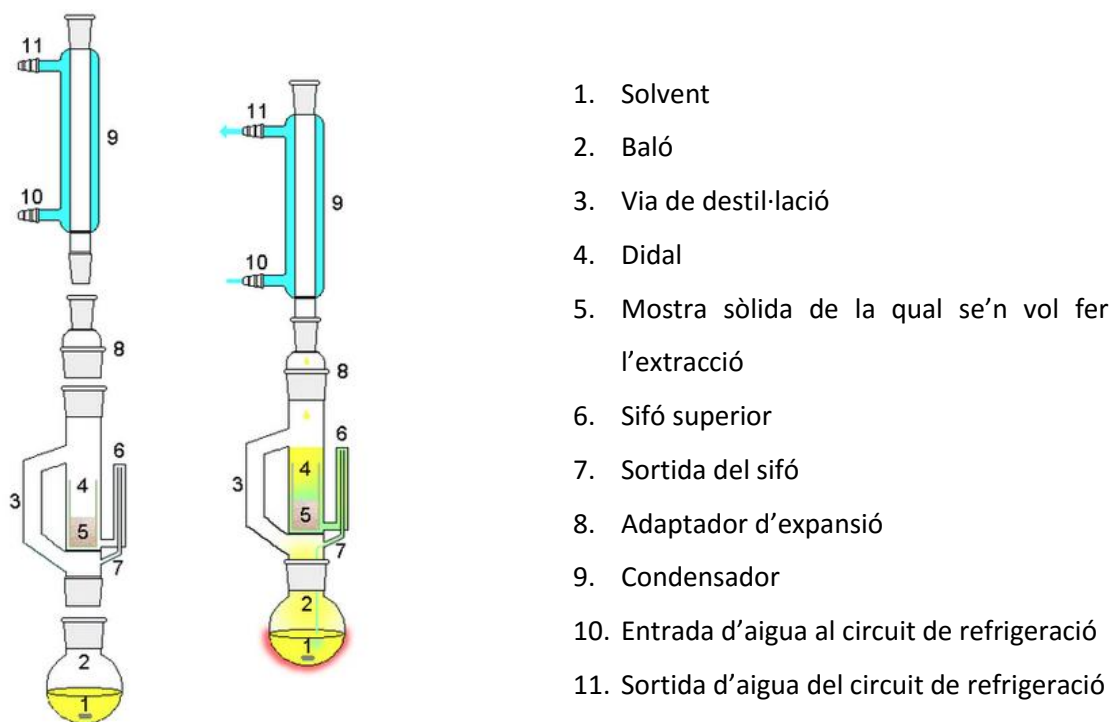 11
9
10
8
6
4
3
5
7
2
1
11
9
10
8
6
4
3
5
7
2
1
1. Solvent
2. Baló
3. Via de destil·lació
4. Didal
5. Mostra sòlida de la qual se’n vol fer
l’extracció
6. Sifó superior
7. Sortida del sifó
8. Adaptador d’expansió
9. Condensador
10. Entrada d’aigua al circuit de refrigeració
11. Sortida d’aigua del circuit de refrigeració